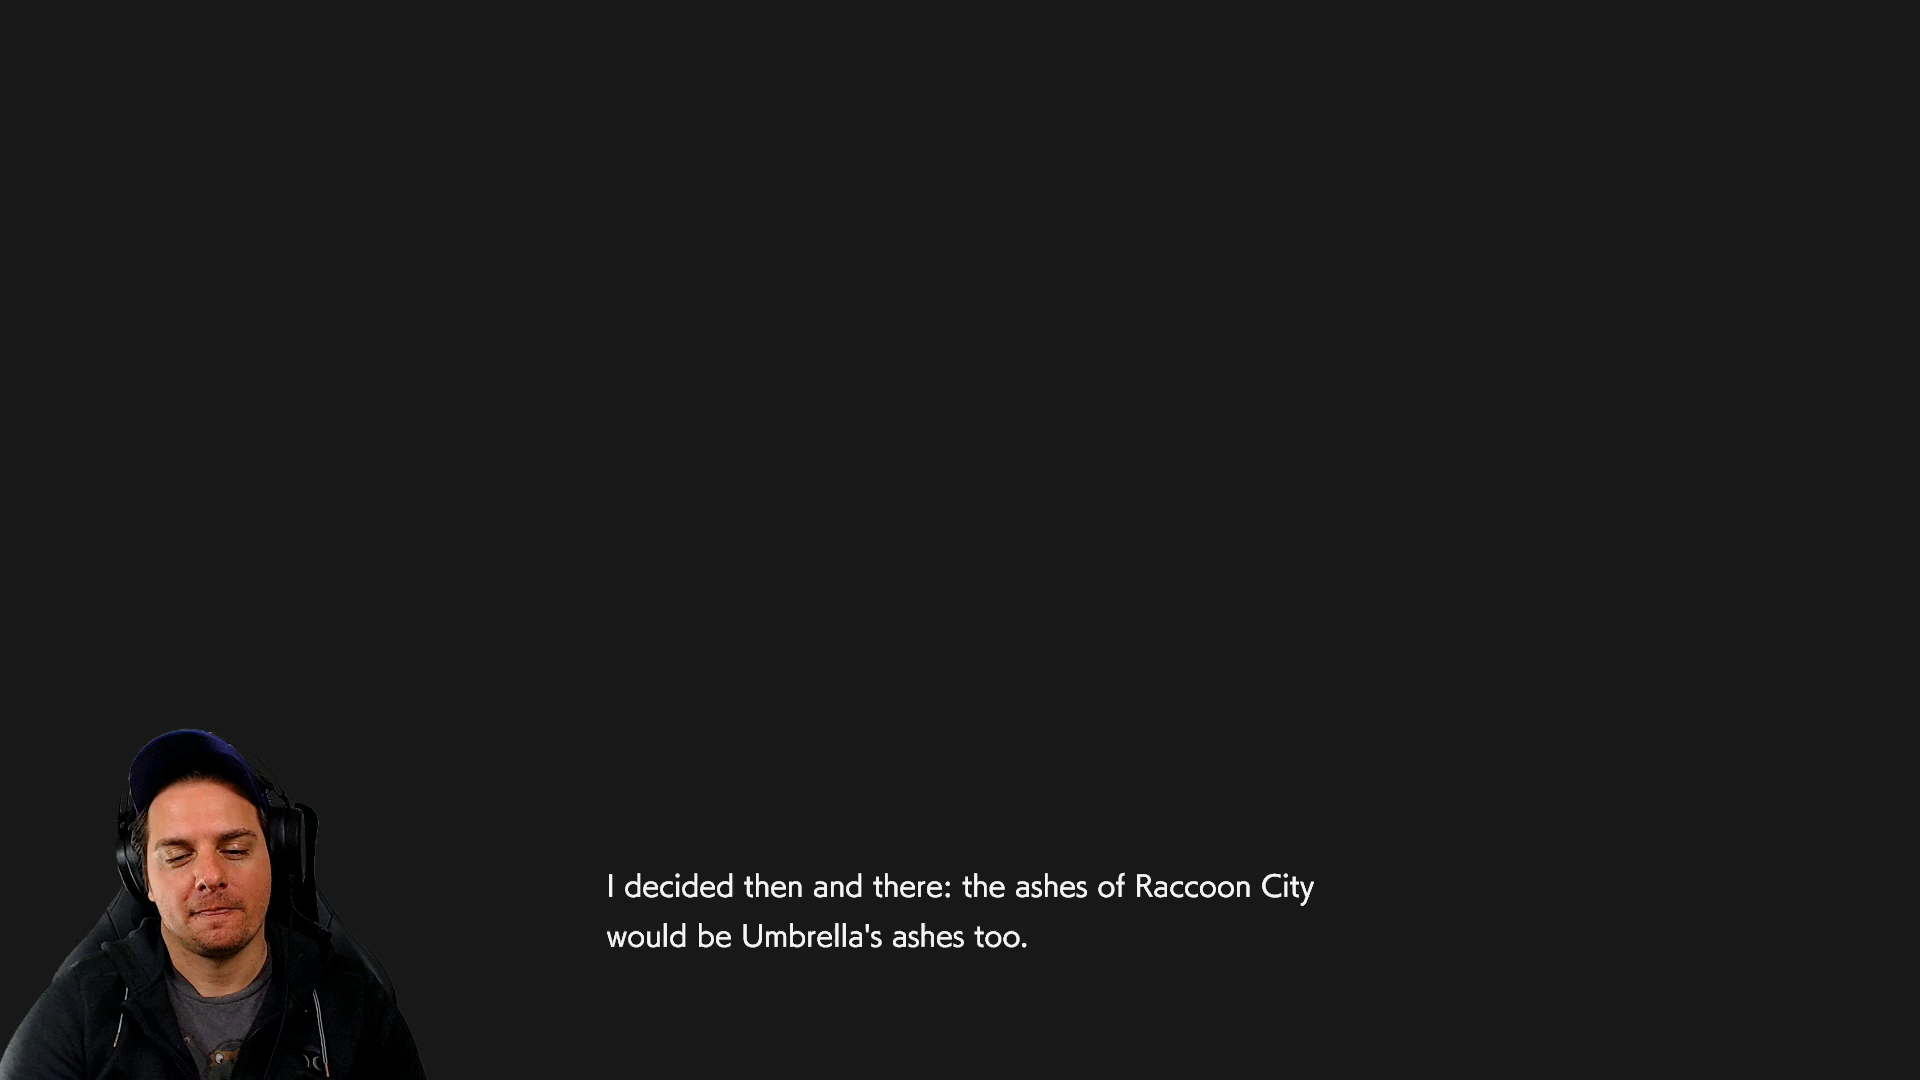 I decided then and there: the ashes of Raccoon City
would be Umbrella's ashes too.